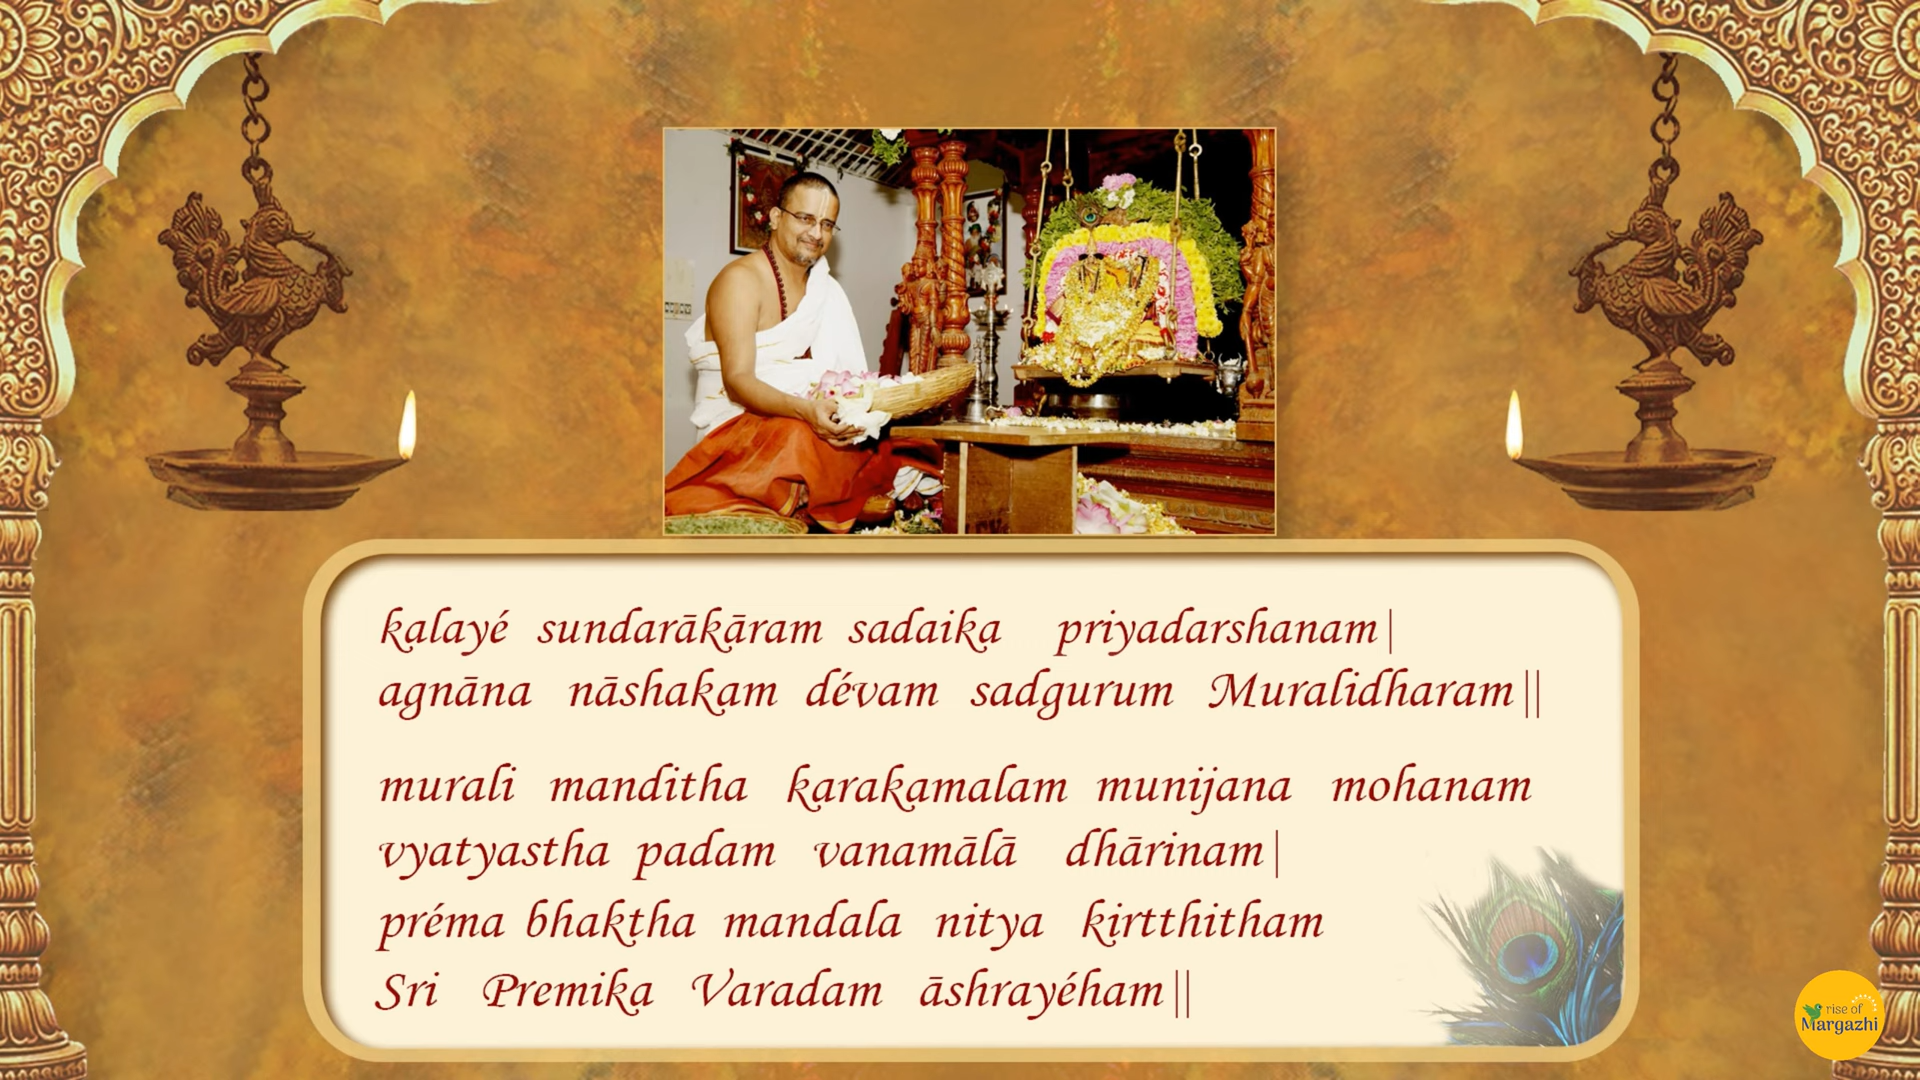 kalayé sundarākāram sadaika priyadarshanam|
agnāna nāshakam dévam sadgurum Muralidharam||
murali manditha karakamalam munijana mohanam
vyatyastha padam vanamālā dhārinam|
préma bhaktha mandala nitya kirtthitham
Sri Premika Varadam āshrayéham||
rise of
Margazhi